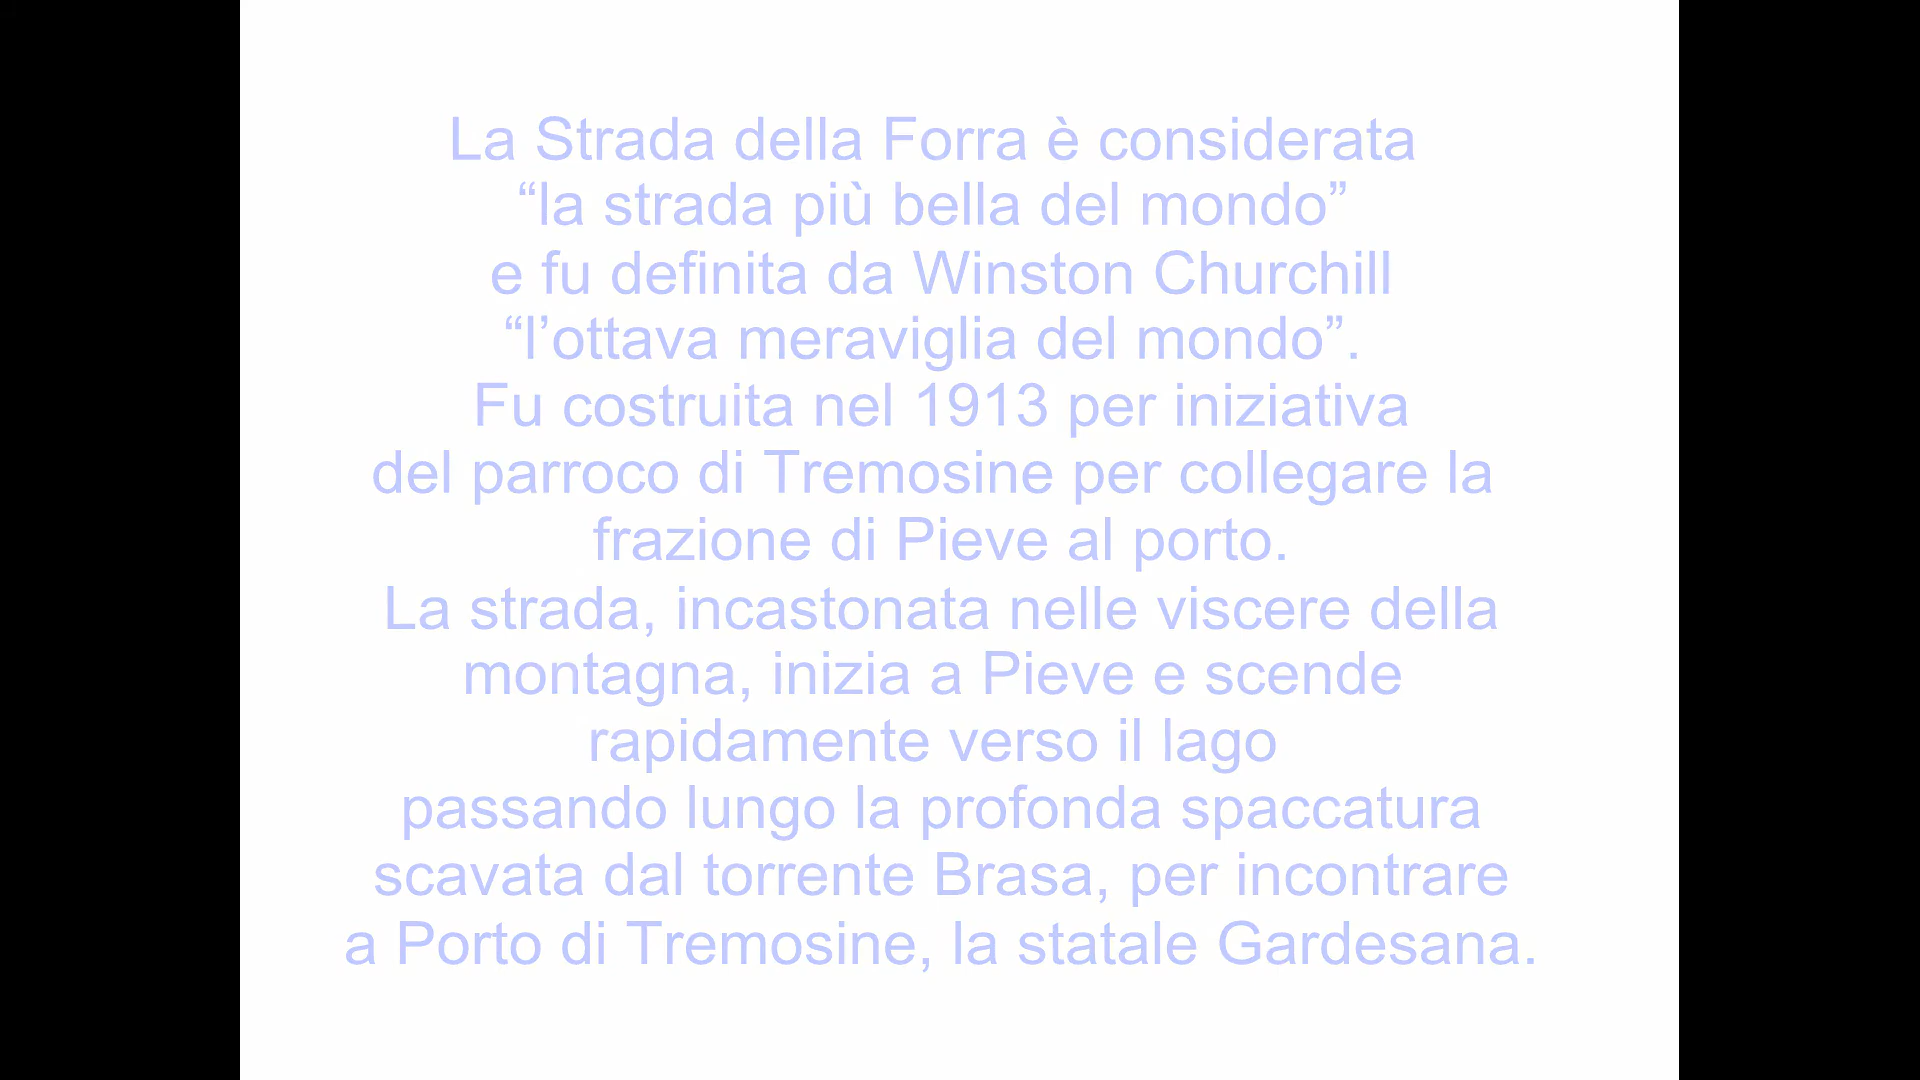 La Strada della Forra è considerata
“la strada più bella del mondo”
e fu definita da Winston Churchill
“l’ottava meraviglia del mondo”.
Fu costruita nel 1913 per iniziativa
del parroco di Tremosine per collegare la
frazione di Pieve al porto.
La strada, incastonata nelle viscere della
montagna, inizia a Pieve e scende
rapidamente verso il lago
passando lungo la profonda spaccatura
scavata dal torrente Brasa, per incontrare
a Porto di Tremosine, la statale Gardesana.